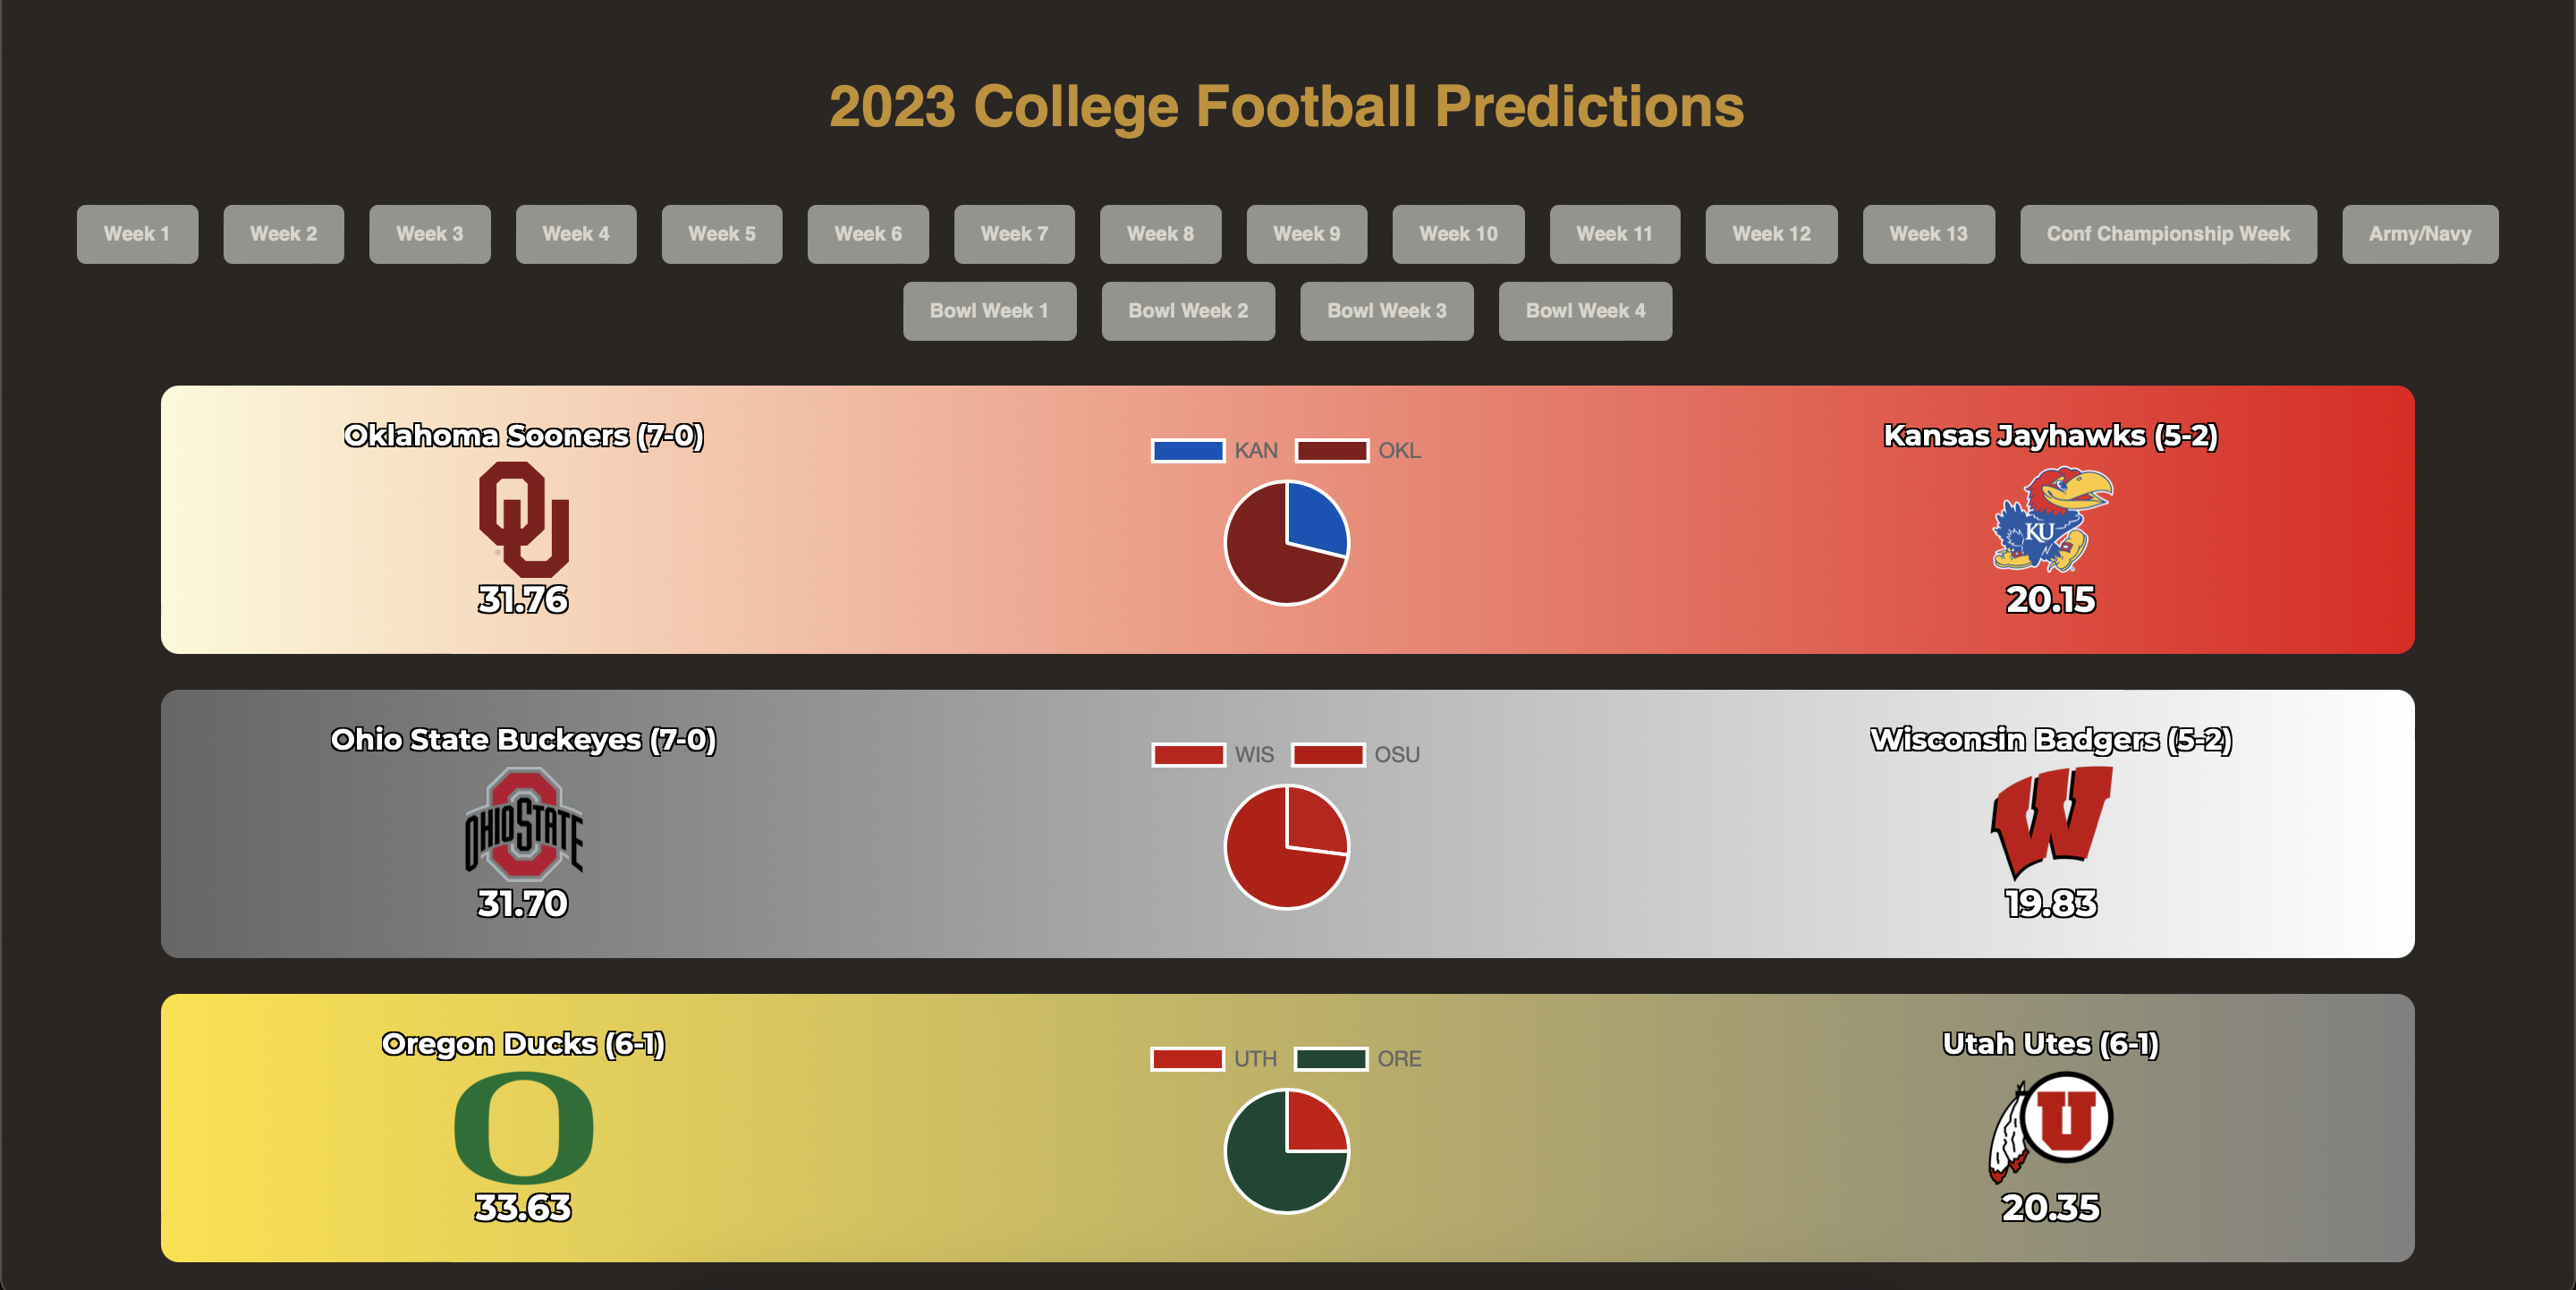 2023 College Football Predictions
Week 1 Week 2 Week 3 Week 4 Week 5 Week 6 Week 7 Week 8 Week 9 Week 10 Week 11 Week 12 Week 13 Conf Championship Week Army/Navy
Bowl Week 1 Bowl Week 2 Bowl Week 3 Bowl Week 4
Oklahoma Sooners (7-0)
OU
31.76
KAN OKL
Kansas Jayhawks (5-2)
KU
20.15
Ohio State Buckeyes (7-0)
OHIO STATE
31.70
WIS OSU
Wisconsin Badgers (5-2)
W
19.83
Oregon Ducks (6-1)
O
33.63
UTH ORE
Utah Utes (6-1)
U
20.35